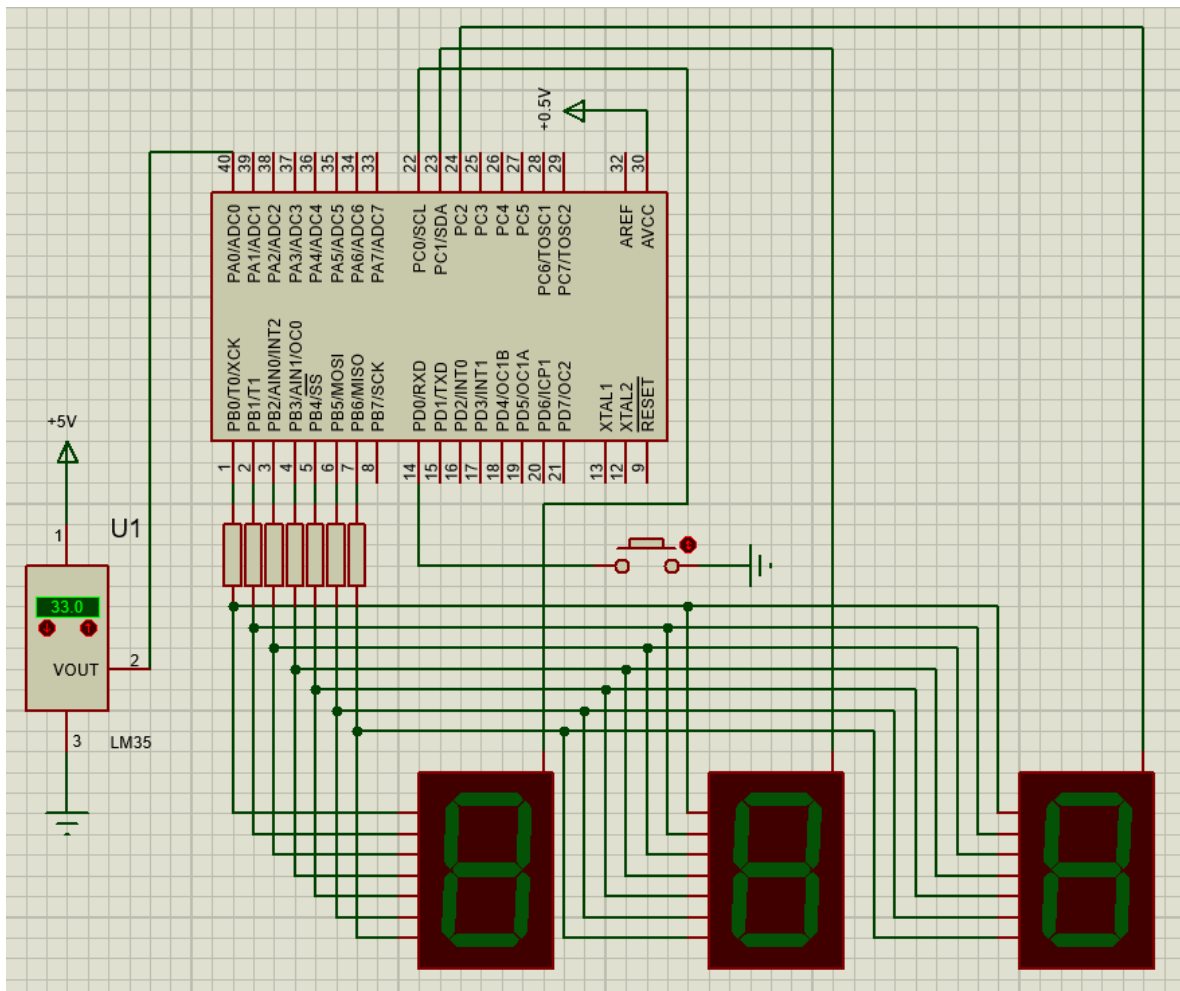 +0.5V
40
39
38
37
36
35
34
33
22
23
24
25
26
27
28
29
32
30
PA0/ADC0
PA1/ADC1
PA2/ADC2
PA3/ADC3
PA4/ADC4
PA5/ADC5
PA6/ADC6
PA7/ADC7
PC0/SCL
PC1/SDA
PC2
PC3
PC4
PC5
PC6/TOSC1
PC7/TOSC2
AREF
AVCC
PB0/T0/XCK
PB1/T1
PB2/AIN0/INT2
PB3/AIN1/OC0
PB4/SS
PB5/MOSI
PB6/MISO
PB7/SCK
PD0/RXD
PD1/TXD
PD2/INT0
PD3/INT1
PD4/OC1B
PD5/OC1A
PD6/ICP1
PD7/OC2
XTAL1
XTAL2
RESET
1
2
3
4
5
6
7
8
14
15
16
17
18
19
20
21
13
12
9
+5V
1
U1
33.0
VOUT
2
3
LM35